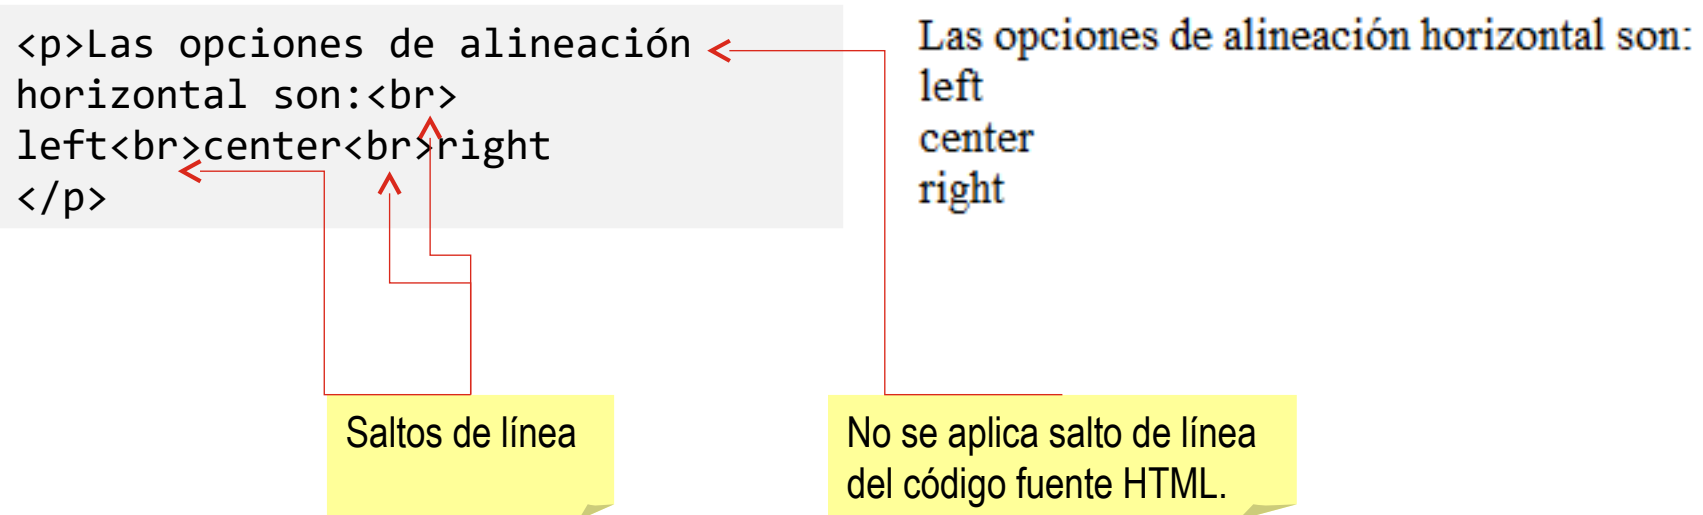 <p>Las opciones de alineación
horizontal son:<br>
left<br>center<br>right
</p>
Las opciones de alineación horizontal son:
left
center
right
Saltos de línea
No se aplica salto de línea
del código fuente HTML.